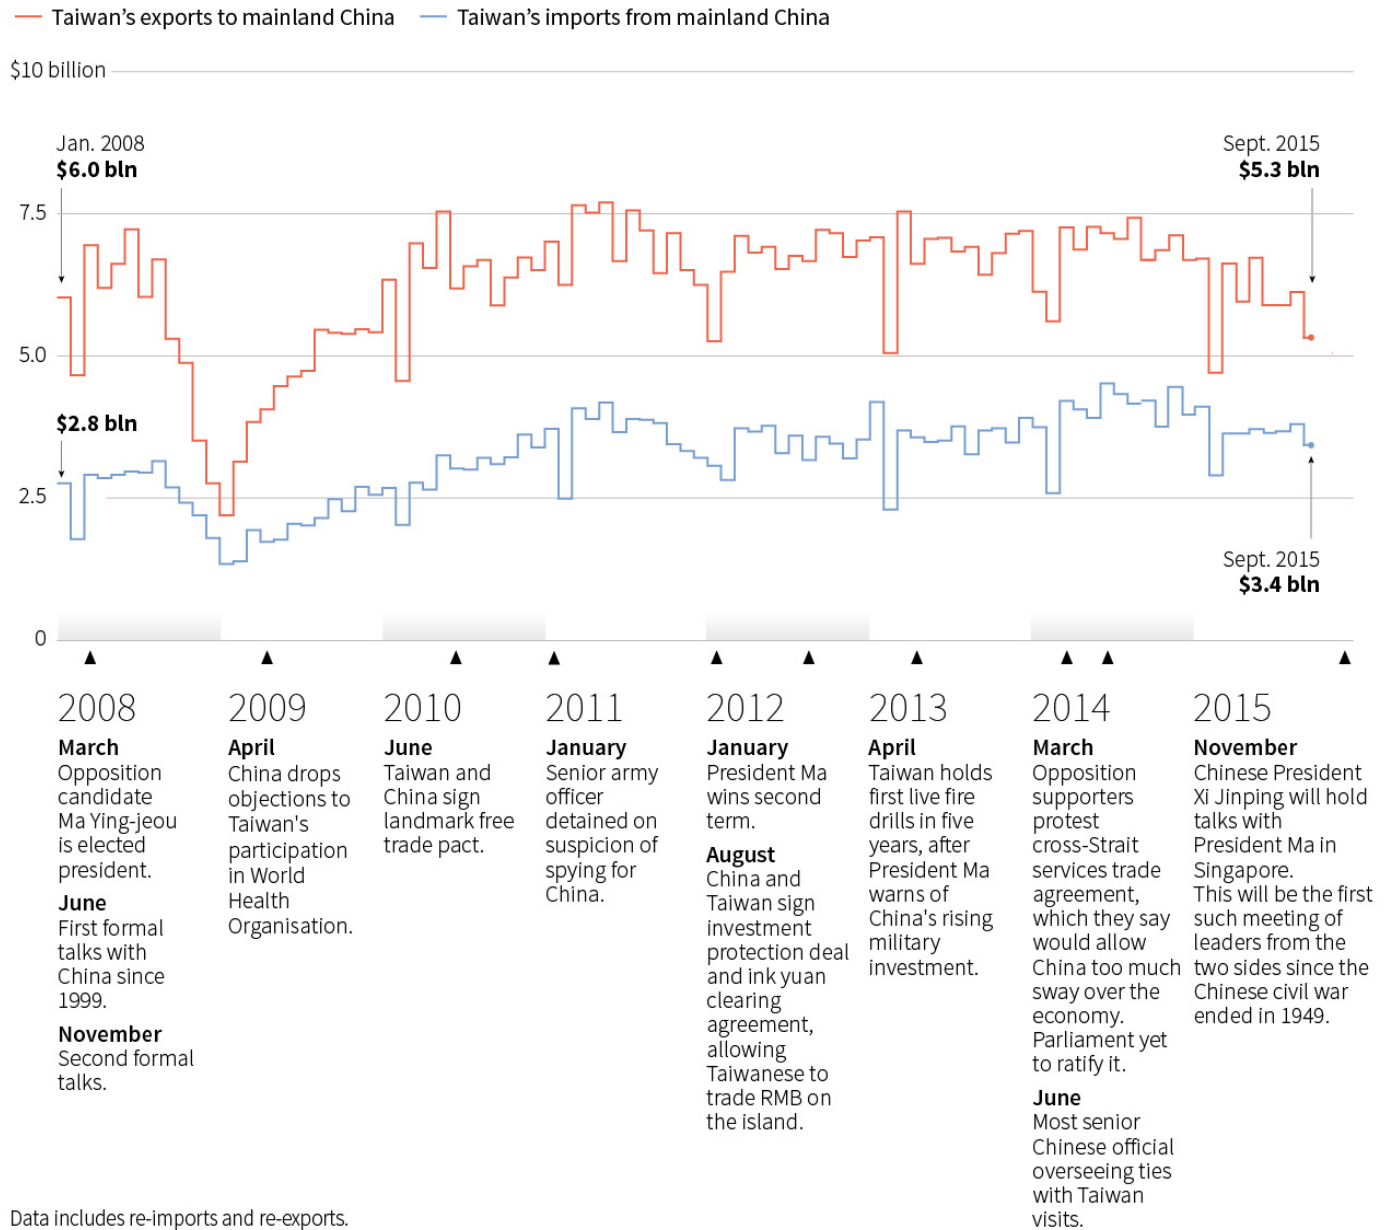 Taiwan’s exports to mainland China
Taiwan’s imports from mainland China
$10 billion
Jan. 2008
$6.0 bln
Sept. 2015
$5.3 bln
7.5
5.0
$2.8 bln
2.5
Sept. 2015
$3.4 bln
0
2008
March
Opposition
candidate
Ma Ying-jeou
is elected
president.
June
First formal
talks with
China since
1999.
November
Second formal
talks.
2009
April
China drops
objections to
Taiwan's
participation
in World
Health
Organisation.
2010
June
Taiwan and
China sign
landmark free
trade pact.
2011
January
Senior army
officer
detained on
suspicion of
spying for
China.
2012
January
President Ma
wins second
term.
August
China and
Taiwan sign
investment
protection deal
and ink yuan
clearing
agreement,
allowing
Taiwanese to
trade RMB on
the island.
2013
April
Taiwan holds
first live fire
drills in five
years, after
President Ma
warns of
China's rising
military
investment.
2014
March
Opposition
supporters
protest
cross-Strait
services trade
agreement,
which they say
would allow
China too much
sway over the
economy.
Parliament yet
to ratify it.
June
Most senior
Chinese official
overseeing ties
with Taiwan
visits.
2015
November
Chinese President
Xi Jinping will hold
talks with
President Ma in
Singapore.
This will be the first
such meeting of
leaders from the
two sides since the
Chinese civil war
ended in 1949.
Data includes re-imports and re-exports.